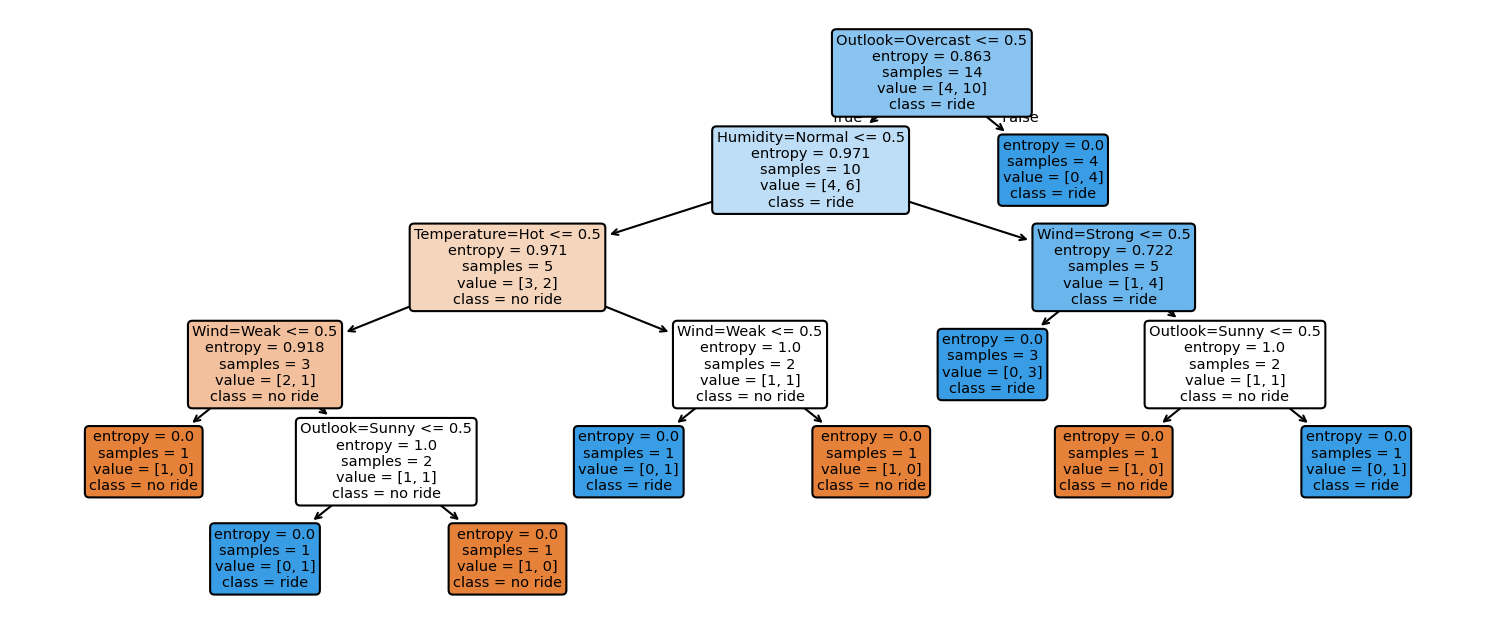 Outlook=Overcast <= 0.5
entropy = 0.863
samples = 14
value = [4, 10]
class = ride
True
False
Humidity=Normal <= 0.5
entropy = 0.971
samples = 10
value = [4, 6]
class = ride
entropy = 0.0
samples = 4
value = [0, 4]
class = ride
Temperature=Hot <= 0.5
entropy = 0.971
samples = 5
value = [3, 2]
class = no ride
Wind=Strong <= 0.5
entropy = 0.722
samples = 5
value = [1, 4]
class = ride
Wind=Weak <= 0.5
entropy = 0.918
samples = 3
value = [2, 1]
class = no ride
Wind=Weak <= 0.5
entropy = 1.0
samples = 2
value = [1, 1]
class = no ride
entropy = 0.0
samples = 3
value = [0, 3]
class = ride
Outlook=Sunny <= 0.5
entropy = 1.0
samples = 2
value = [1, 1]
class = no ride
entropy = 0.0
samples = 1
value = [1, 0]
class = no ride
Outlook=Sunny <= 0.5
entropy = 1.0
samples = 2
value = [1, 1]
class = no ride
entropy = 0.0
samples = 1
value = [0, 1]
class = ride
entropy = 0.0
samples = 1
value = [1, 0]
class = no ride
entropy = 0.0
samples = 1
value = [1, 0]
class = no ride
entropy = 0.0
samples = 1
value = [0, 1]
class = ride
entropy = 0.0
samples = 1
value = [0, 1]
class = ride
entropy = 0.0
samples = 1
value = [1, 0]
class = no ride